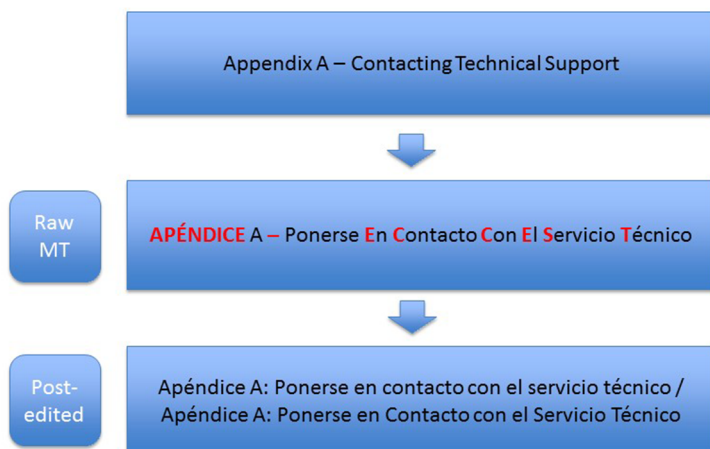 Appendix A – Contacting Technical Support
Raw
MT
APÉNDICE A – Ponerse En Contacto Con El Servicio Técnico
Post-
edited
Apéndice A: Ponerse en contacto con el servicio técnico /
Apéndice A: Ponerse en Contacto con el Servicio Técnico